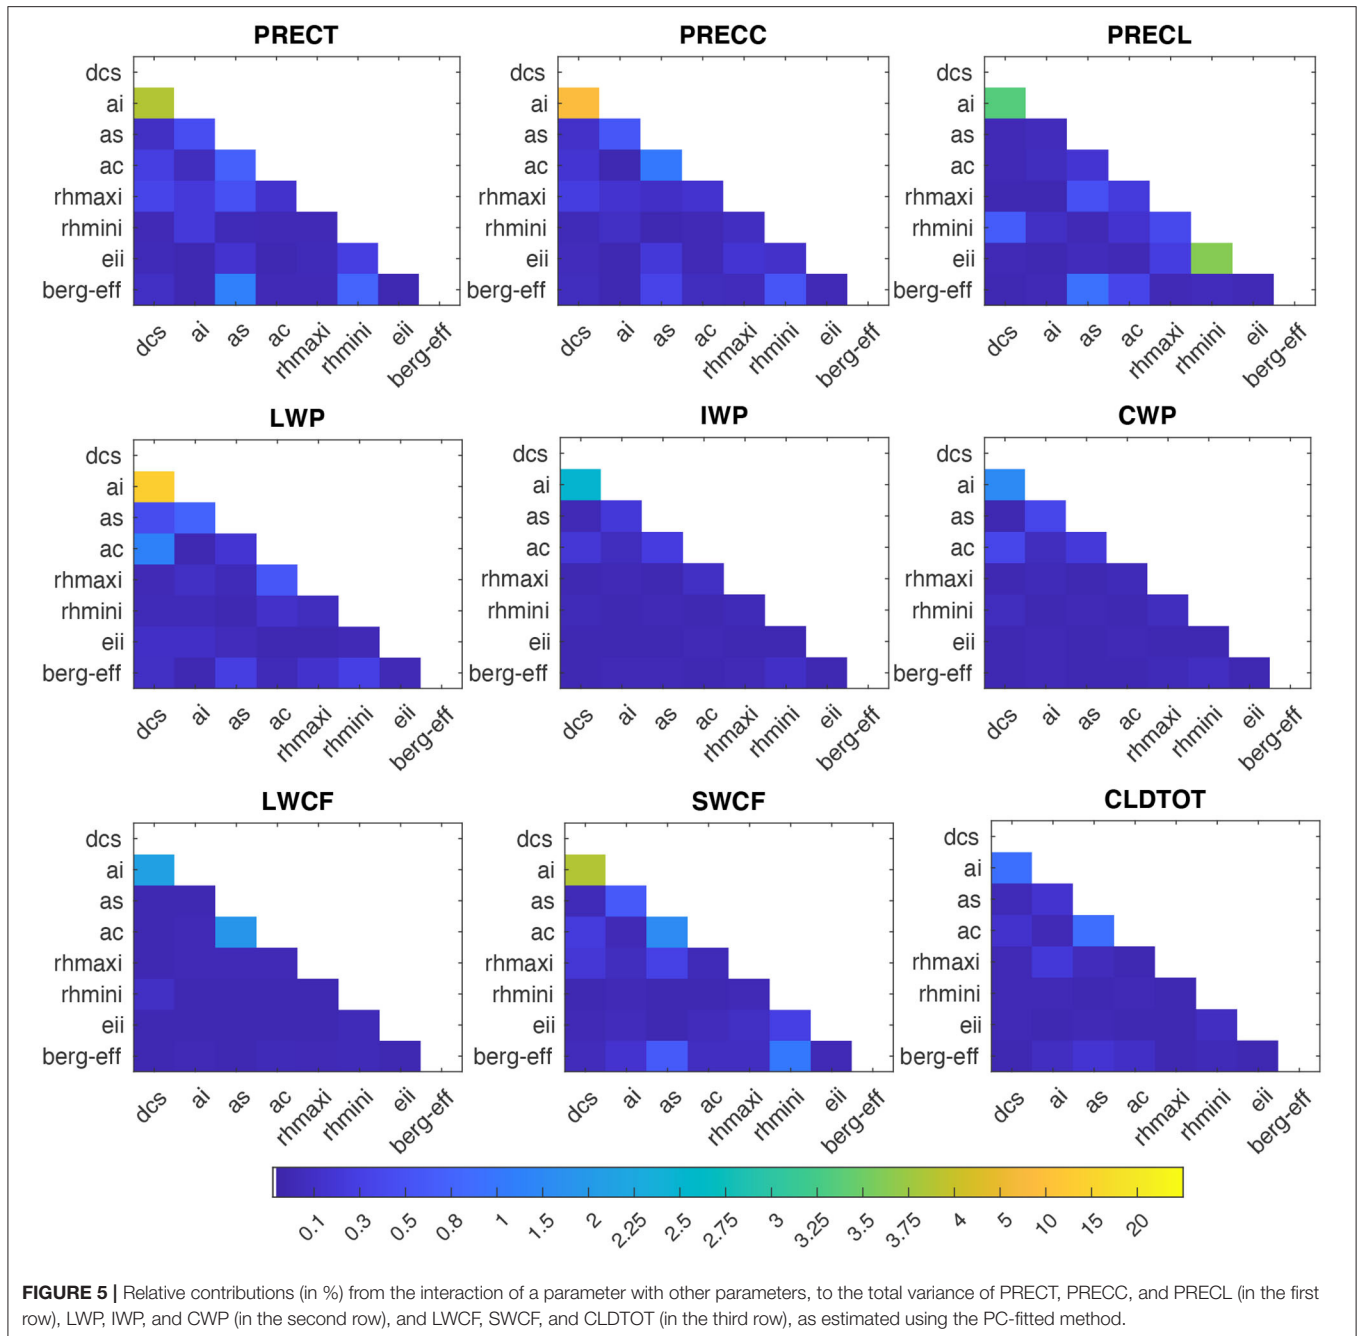 PRECT
PRECC
PRECL
dcs
ai
as
ac
rhmaxi
rhmini
eii
berg-eff
dcs
ai
as
ac
rhmaxi
rhmini
eii
berg-eff
dcs
ai
as
ac
rhmaxi
rhmini
eii
berg-eff
dcs ai as ac rhmaxi rhmini eii berg-eff
dcs ai as ac rhmaxi rhmini eii berg-eff
dcs ai as ac rhmaxi rhmini eii berg-eff
LWP
IWP
CWP
dcs
ai
as
ac
rhmaxi
rhmini
eii
berg-eff
dcs
ai
as
ac
rhmaxi
rhmini
eii
berg-eff
dcs
ai
as
ac
rhmaxi
rhmini
eii
berg-eff
dcs ai as ac rhmaxi rhmini eii berg-eff
dcs ai as ac rhmaxi rhmini eii berg-eff
dcs ai as ac rhmaxi rhmini eii berg-eff
LWCF
SWCF
CLDTOT
dcs
ai
as
ac
rhmaxi
rhmini
eii
berg-eff
dcs
ai
as
ac
rhmaxi
rhmini
eii
berg-eff
dcs
ai
as
ac
rhmaxi
rhmini
eii
berg-eff
dcs ai as ac rhmaxi rhmini eii berg-eff
dcs ai as ac rhmaxi rhmini eii berg-eff
dcs ai as ac rhmaxi rhmini eii berg-eff
0.1 0.3 0.5 0.8 1 1.5 2 2.25 2.5 2.75 3 3.25 3.5 3.75 4 5 10 15 20
FIGURE 5 | Relative contributions (in %) from the interaction of a parameter with other parameters, to the total variance of PRECT, PRECC, and PRECL (in the first
row), LWP, IWP, and CWP (in the second row), and LWCF, SWCF, and CLDTOT (in the third row), as estimated using the PC-fitted method.